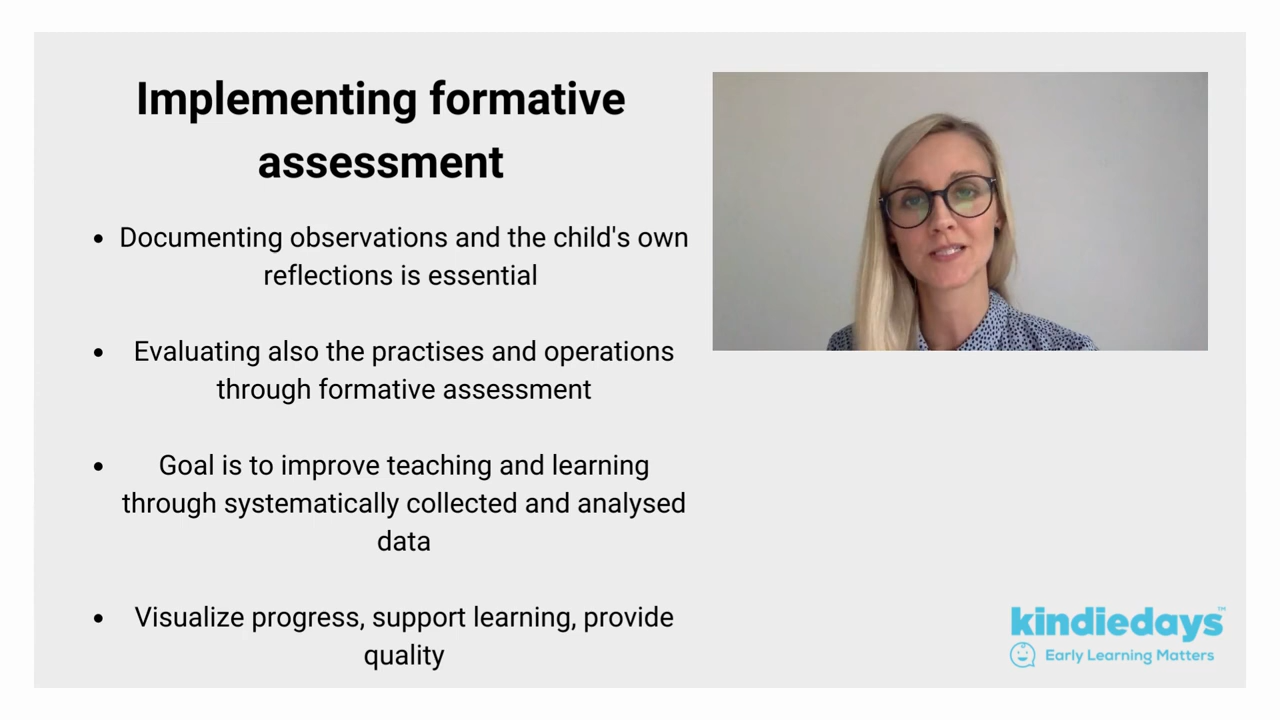 Implementing formative
assessment
• Documenting observations and the child's own
reflections is essential
• Evaluating also the practises and operations
through formative assessment
• Goal is to improve teaching and learning
through systematically collected and analysed
data
• Visualize progress, support learning, provide
quality
kindiedays™
Early Learning Matters